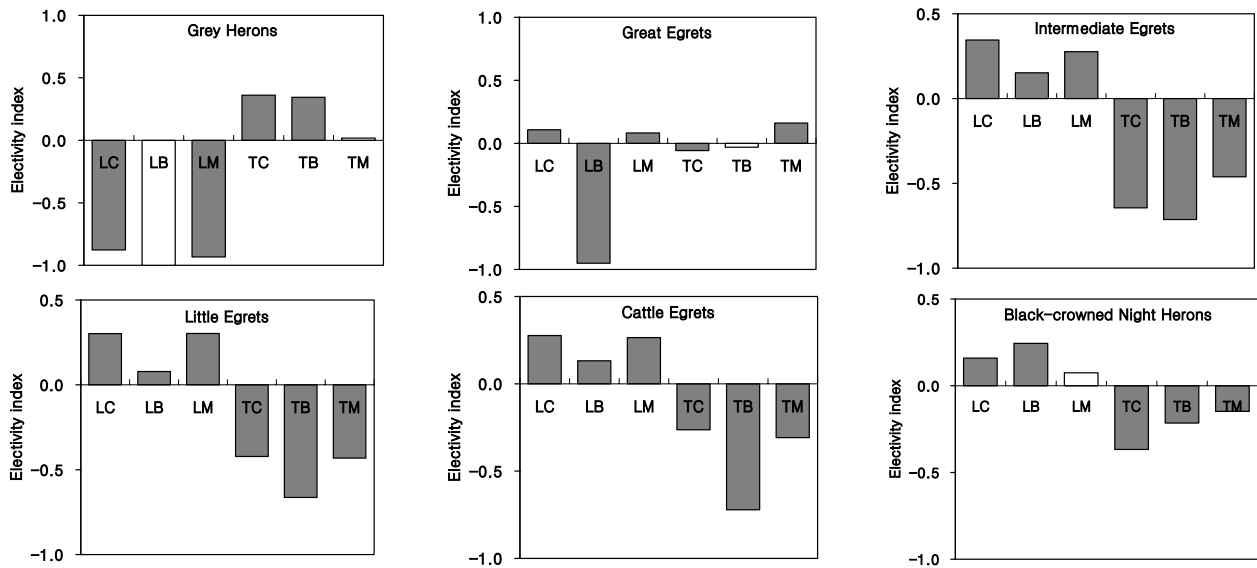 Grey Herons
Electivity index
1.0
0.5
0.0
−0.5
−1.0
LC LB LM TC TB TM
Great Egrets
Electivity index
1.0
0.5
0.0
−0.5
−1.0
LC LB LM TC TB TM
Intermediate Egrets
Electivity index
0.5
0.0
−0.5
−1.0
LC LB LM TC TB TM
Little Egrets
Electivity index
0.5
0.0
−0.5
−1.0
LC LB LM TC TB TM
Cattle Egrets
Electivity index
0.5
0.0
−0.5
−1.0
LC LB LM TC TB TM
Black-crowned Night Herons
Electivity index
0.5
0.0
−0.5
−1.0
LC LB LM TC TB TM